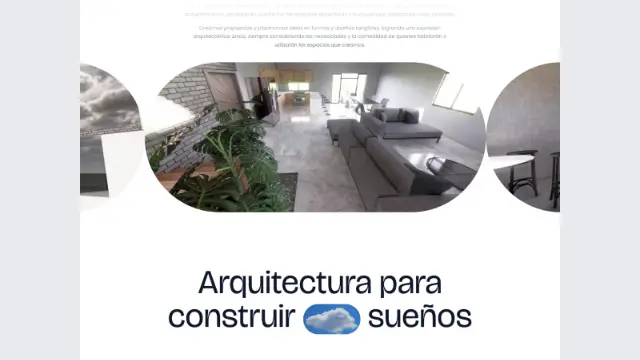 Creamos propuestas y plasmamos ideas en formas y diseños tangibles, logrando una expresión
arquitectónica única, siempre considerando las necesidades y la comodidad de quienes habitarán o
utilizarán los espacios que creamos.
Arquitectura para
construir sueños